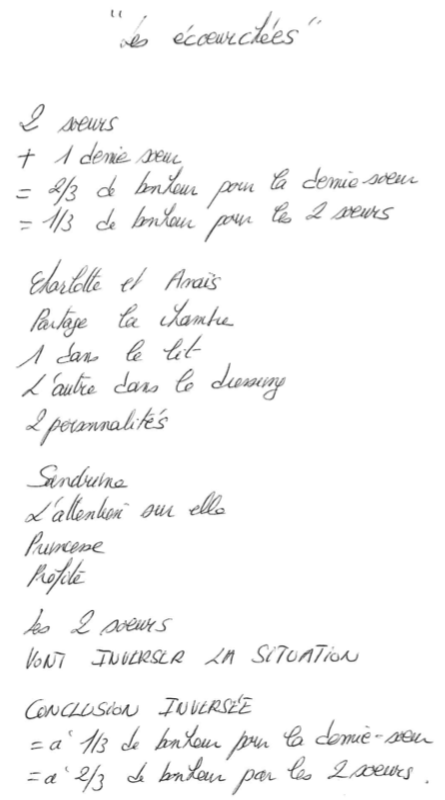 "Les écoeurchées"
2 soeurs
+ 1 demie soeur
= 2/3 de bonheur pour la demie-soeur
= 1/3 de bonheur pour les 2 soeurs
Charlotte et Anaïs
Partage la chambre
1 dans le lit
L'autre dans le dressing
2 personnalités
Sandrine
L'attention sur elle
Princesse
Profite
Les 2 soeurs
VONT INVERSER LA SITUATION
CONCLUSION INVERSÉE
= a' 1/3 de bonheur pour la demie-soeur
= a' 2/3 de bonheur par les 2 soeurs.